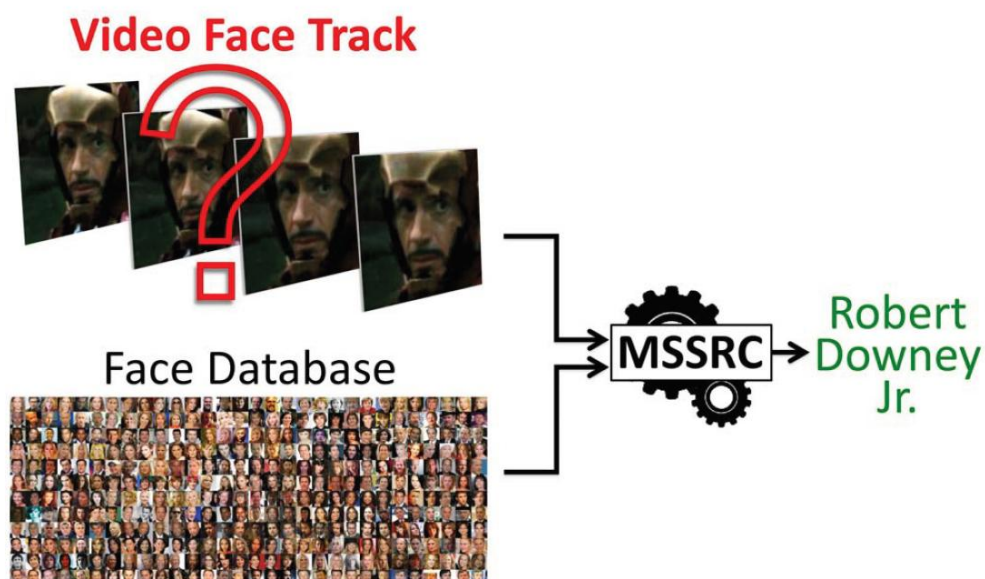 Video Face Track
?
Face Database
MSSRC
Robert
Downey
Jr.